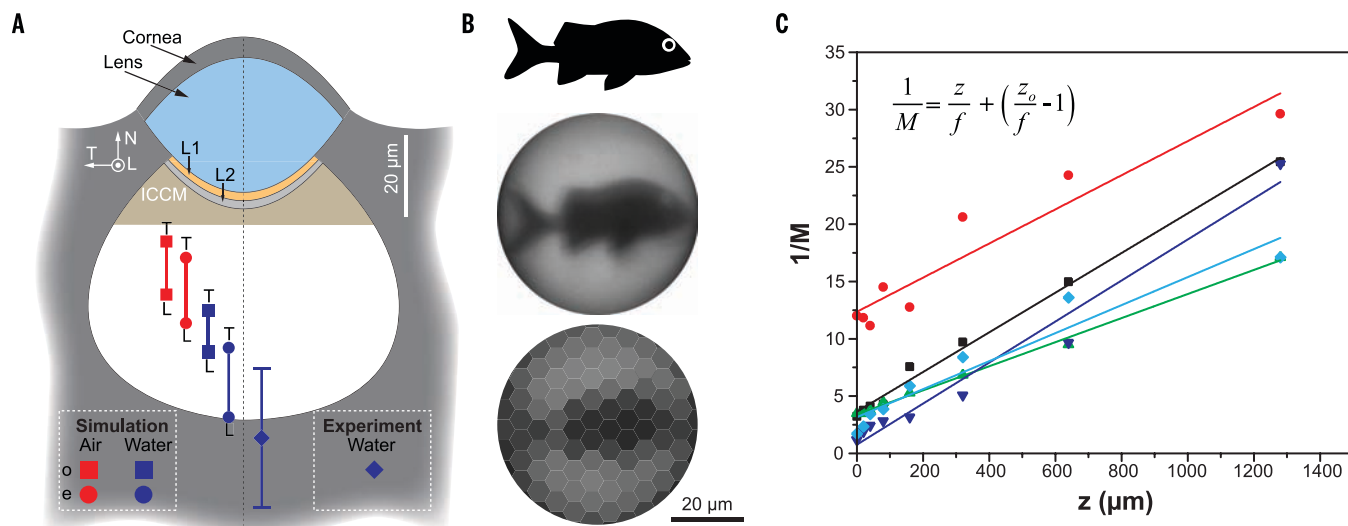 A
Cornea
Lens
N
T
L
L1
L2
ICCM
20 µm
T
L
T
L
T
L
T
L
Simulation
Air Water
o
e
Experiment
Water
B
20 µm
C
1/M = z/f + (z_o/f -1)
1/M
35
30
25
20
15
10
5
0
0 200 400 600 800 1000 1200 1400
z (µm)